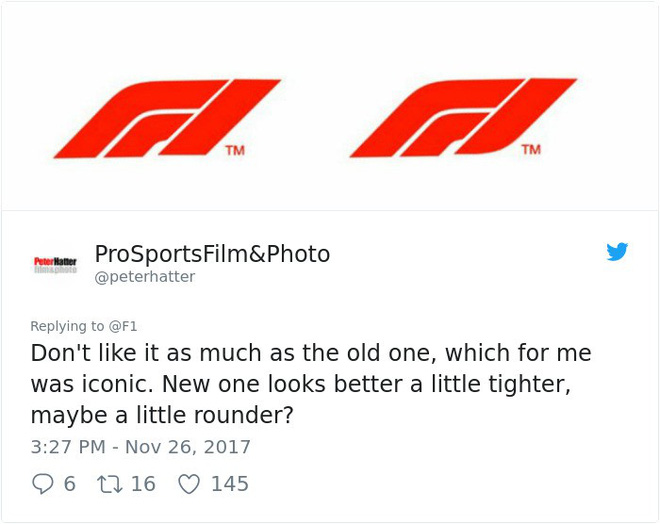 F1 TM F1 TM
PeterHatter
film&photo
ProSportsFilm&Photo
@peterhatter
Replying to @F1
Don't like it as much as the old one, which for me
was iconic. New one looks better a little tighter,
maybe a little rounder?
3:27 PM - Nov 26, 2017
6 16 145